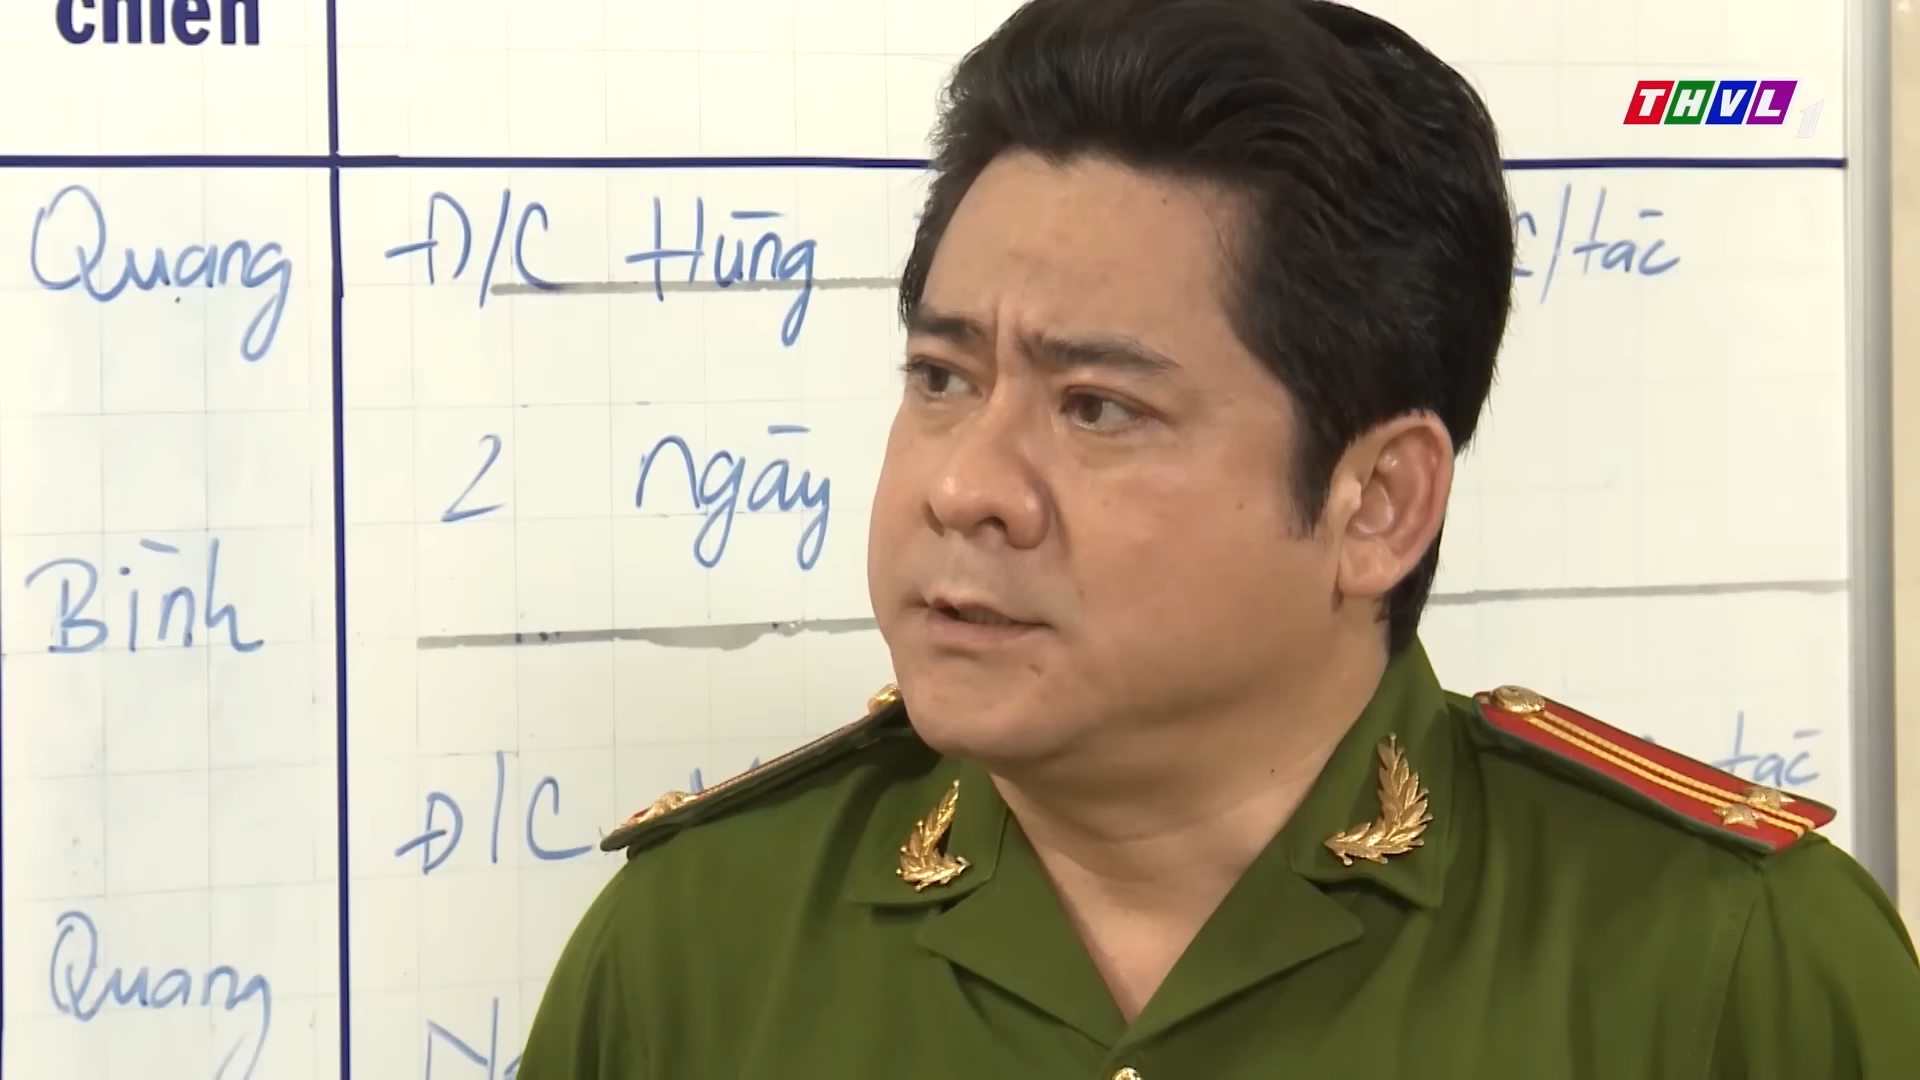 chiến
THVL1
Quang
Đ/C Hùng
C/tác
2 ngày
Bình
Đ/C
tác
Quang